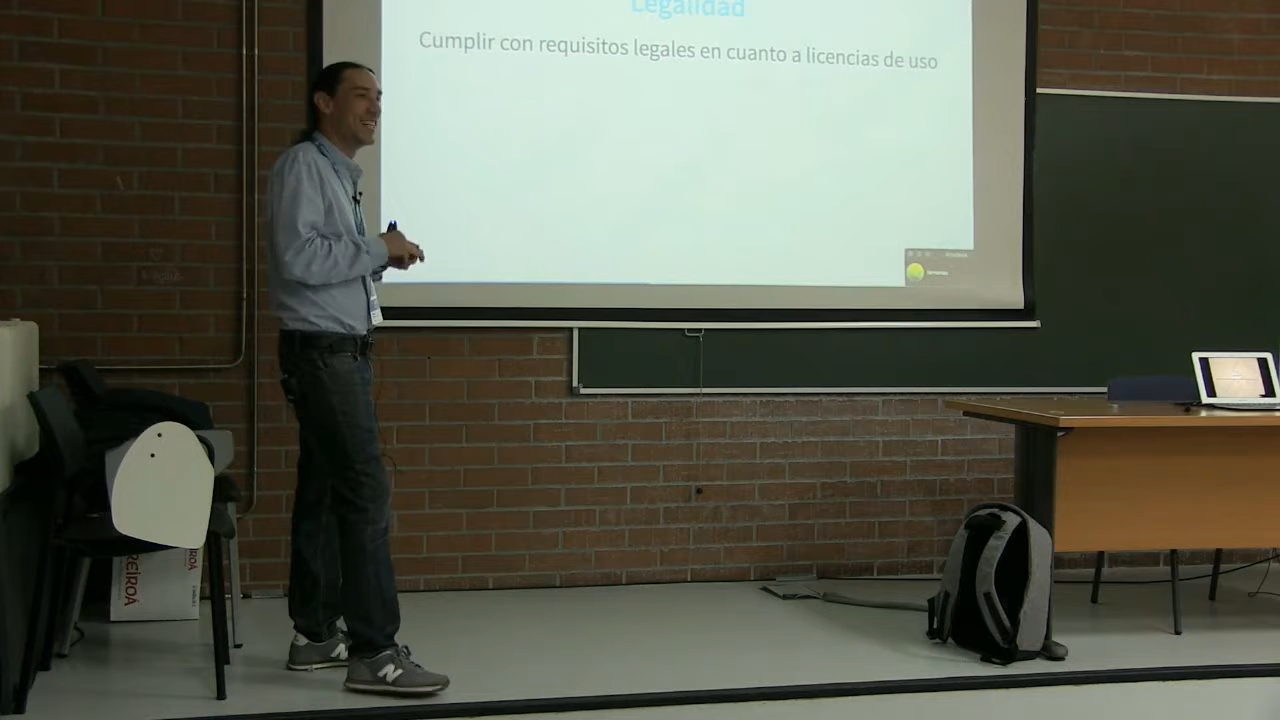 Legalidad
Cumplir con requisitos legales en cuanto a licencias de uso